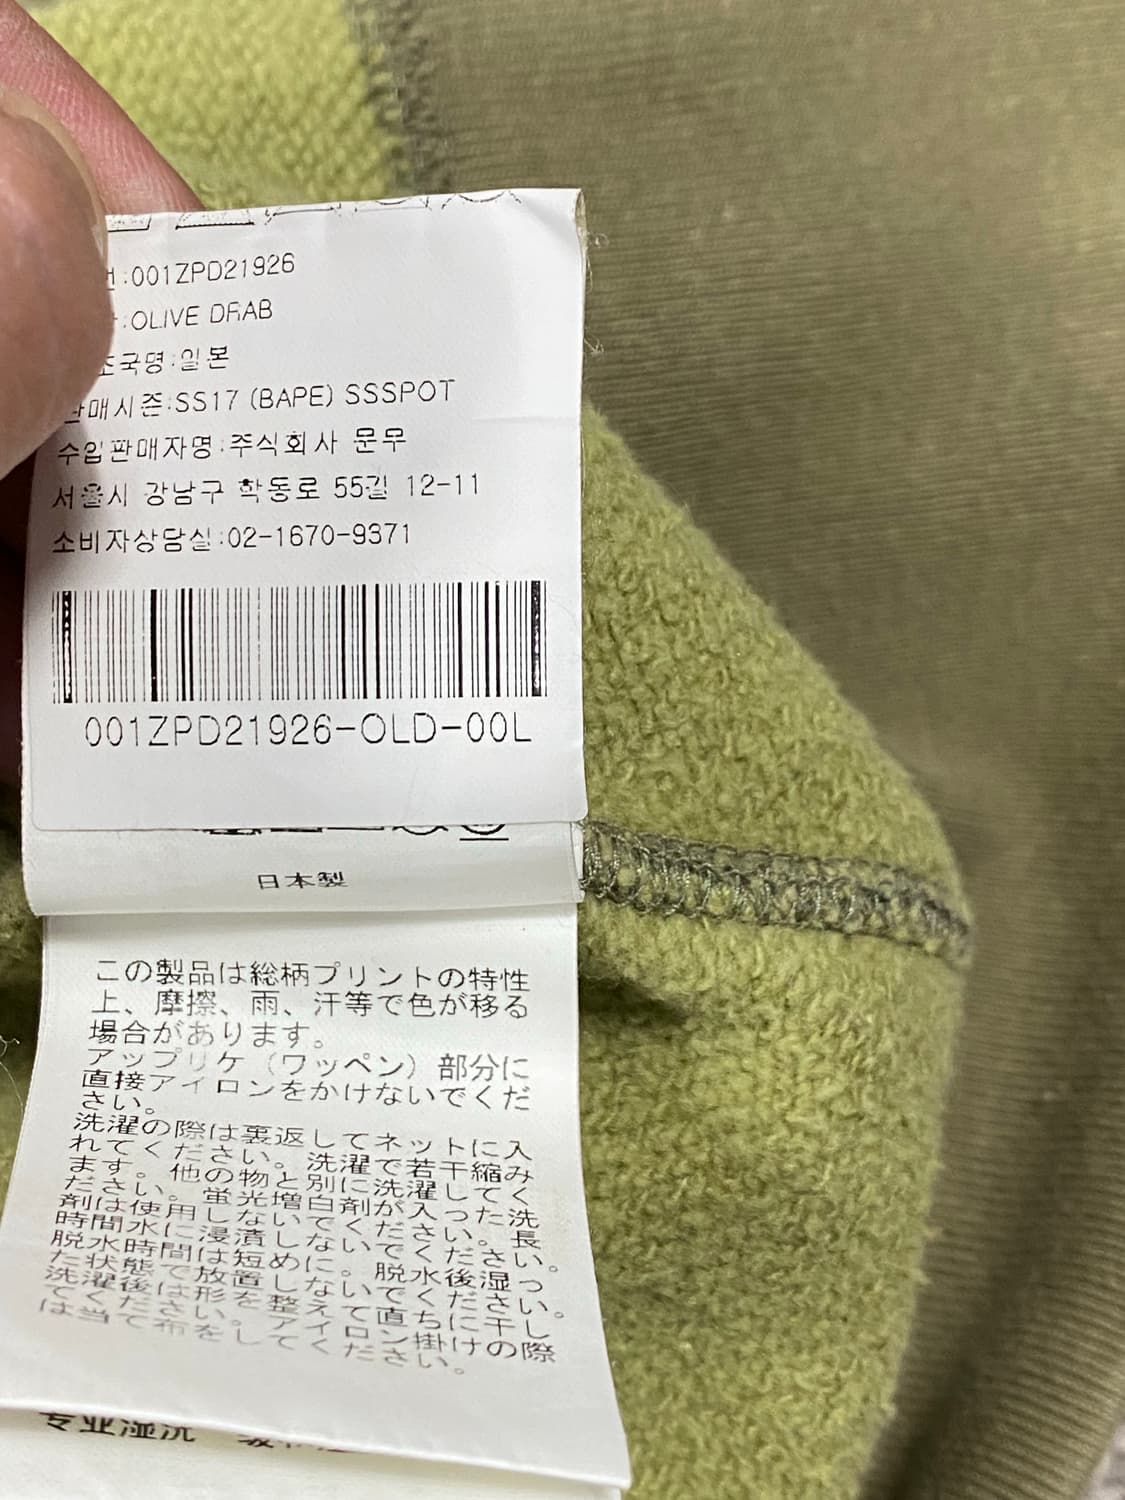 :001ZPD21926
:OLIVE DRAB
조국명:일본
판매시즌:SS17 (BAPE) SSSPOT
수입판매자명:주식회사 문무
서울시 강남구 학동로 55길 12-11
소비자상담실:02-1670-9371
001ZPD21926-OLD-00L
日本製
この製品は総柄プリントの特性
上、摩擦、雨、汗等で色が移る
場合があります。
アップリケ（ワッペン）部分に
直接アイロンをかけないでくだ
さい。
洗濯の際は裏返してネットに入
れてください。洗濯で若干縮み
ます。他の物と別に洗濯してく
ださい。蛍光増白剤が入った洗
剤は使用しないでください。長
時間水に浸漬しないでください。
脱水時間は短めに。脱水後湿っ
た状態で放置しないでください。
洗濯後は形を整えて直ちに干し
てください。アイロン掛けの際
は当て布をしてください。
专业湿洗